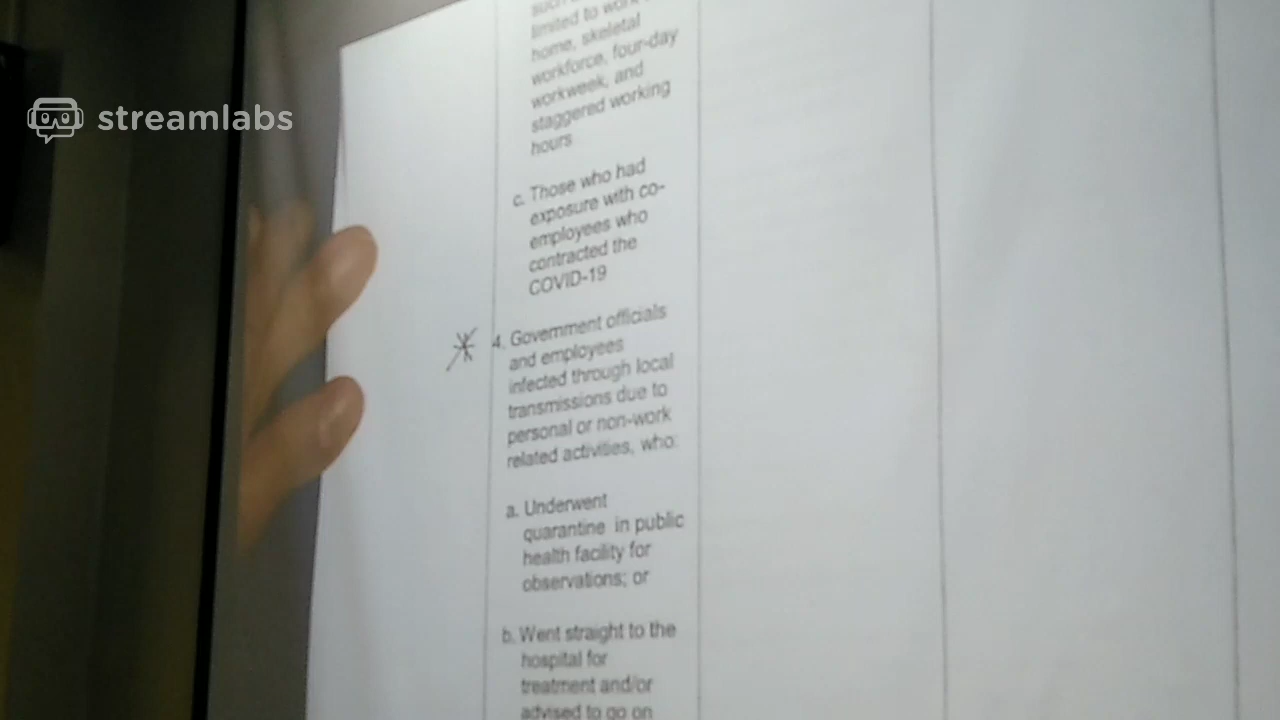 streamlabs
limited to work
home, skeletal
workforce, four-day
workweek, and
staggered working
hours
c. Those who had
exposure with co-
employees who
contracted the
COVID-19
4. Government officials
and employees
infected through local
transmissions due to
personal or non-work
related activities, who:
a. Underwent
quarantine in public
health facility for
observations; or
b. Went straight to the
hospital for
treatment and/or
advised to go on